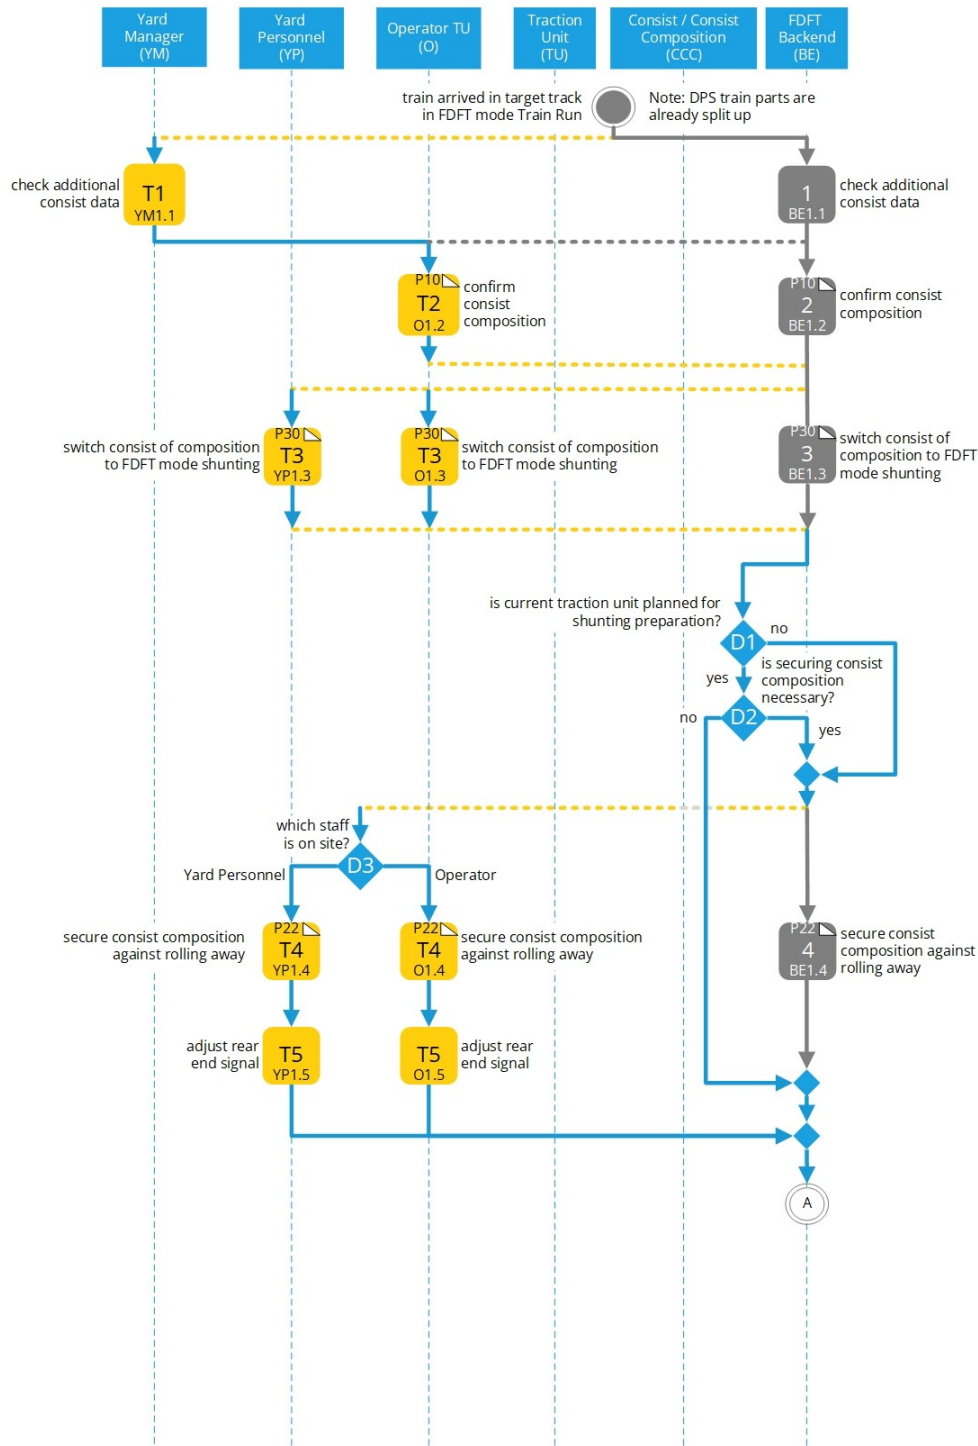 Yard
Manager
(YM)
Yard
Personnel
(YP)
Operator TU
(O)
Traction
Unit
(TU)
Consist / Consist
Composition
(CCC)
FDFT
Backend
(BE)
train arrived in target track
in FDFT mode Train Run
Note: DPS train parts are
already split up
check additional
consist data
T1
YM1.1
1
BE1.1
check additional
consist data
P10
T2
O1.2
confirm
consist
composition
P10
2
BE1.2
confirm consist
composition
switch consist of composition
to FDFT mode shunting
P30
T3
YP1.3
P30
T3
O1.3
switch consist of composition
to FDFT mode shunting
P30
3
BE1.3
switch consist of
composition to FDFT
mode shunting
is current traction unit planned for
shunting preparation?
D1
no
yes
is securing consist
composition
necessary?
no
D2
yes
which staff
is on site?
D3
Yard Personnel
Operator
secure consist composition
against rolling away
P22
T4
YP1.4
P22
T4
O1.4
secure consist composition
against rolling away
P22
4
BE1.4
secure consist
composition against
rolling away
adjust rear
end signal
T5
YP1.5
T5
O1.5
adjust rear
end signal
A